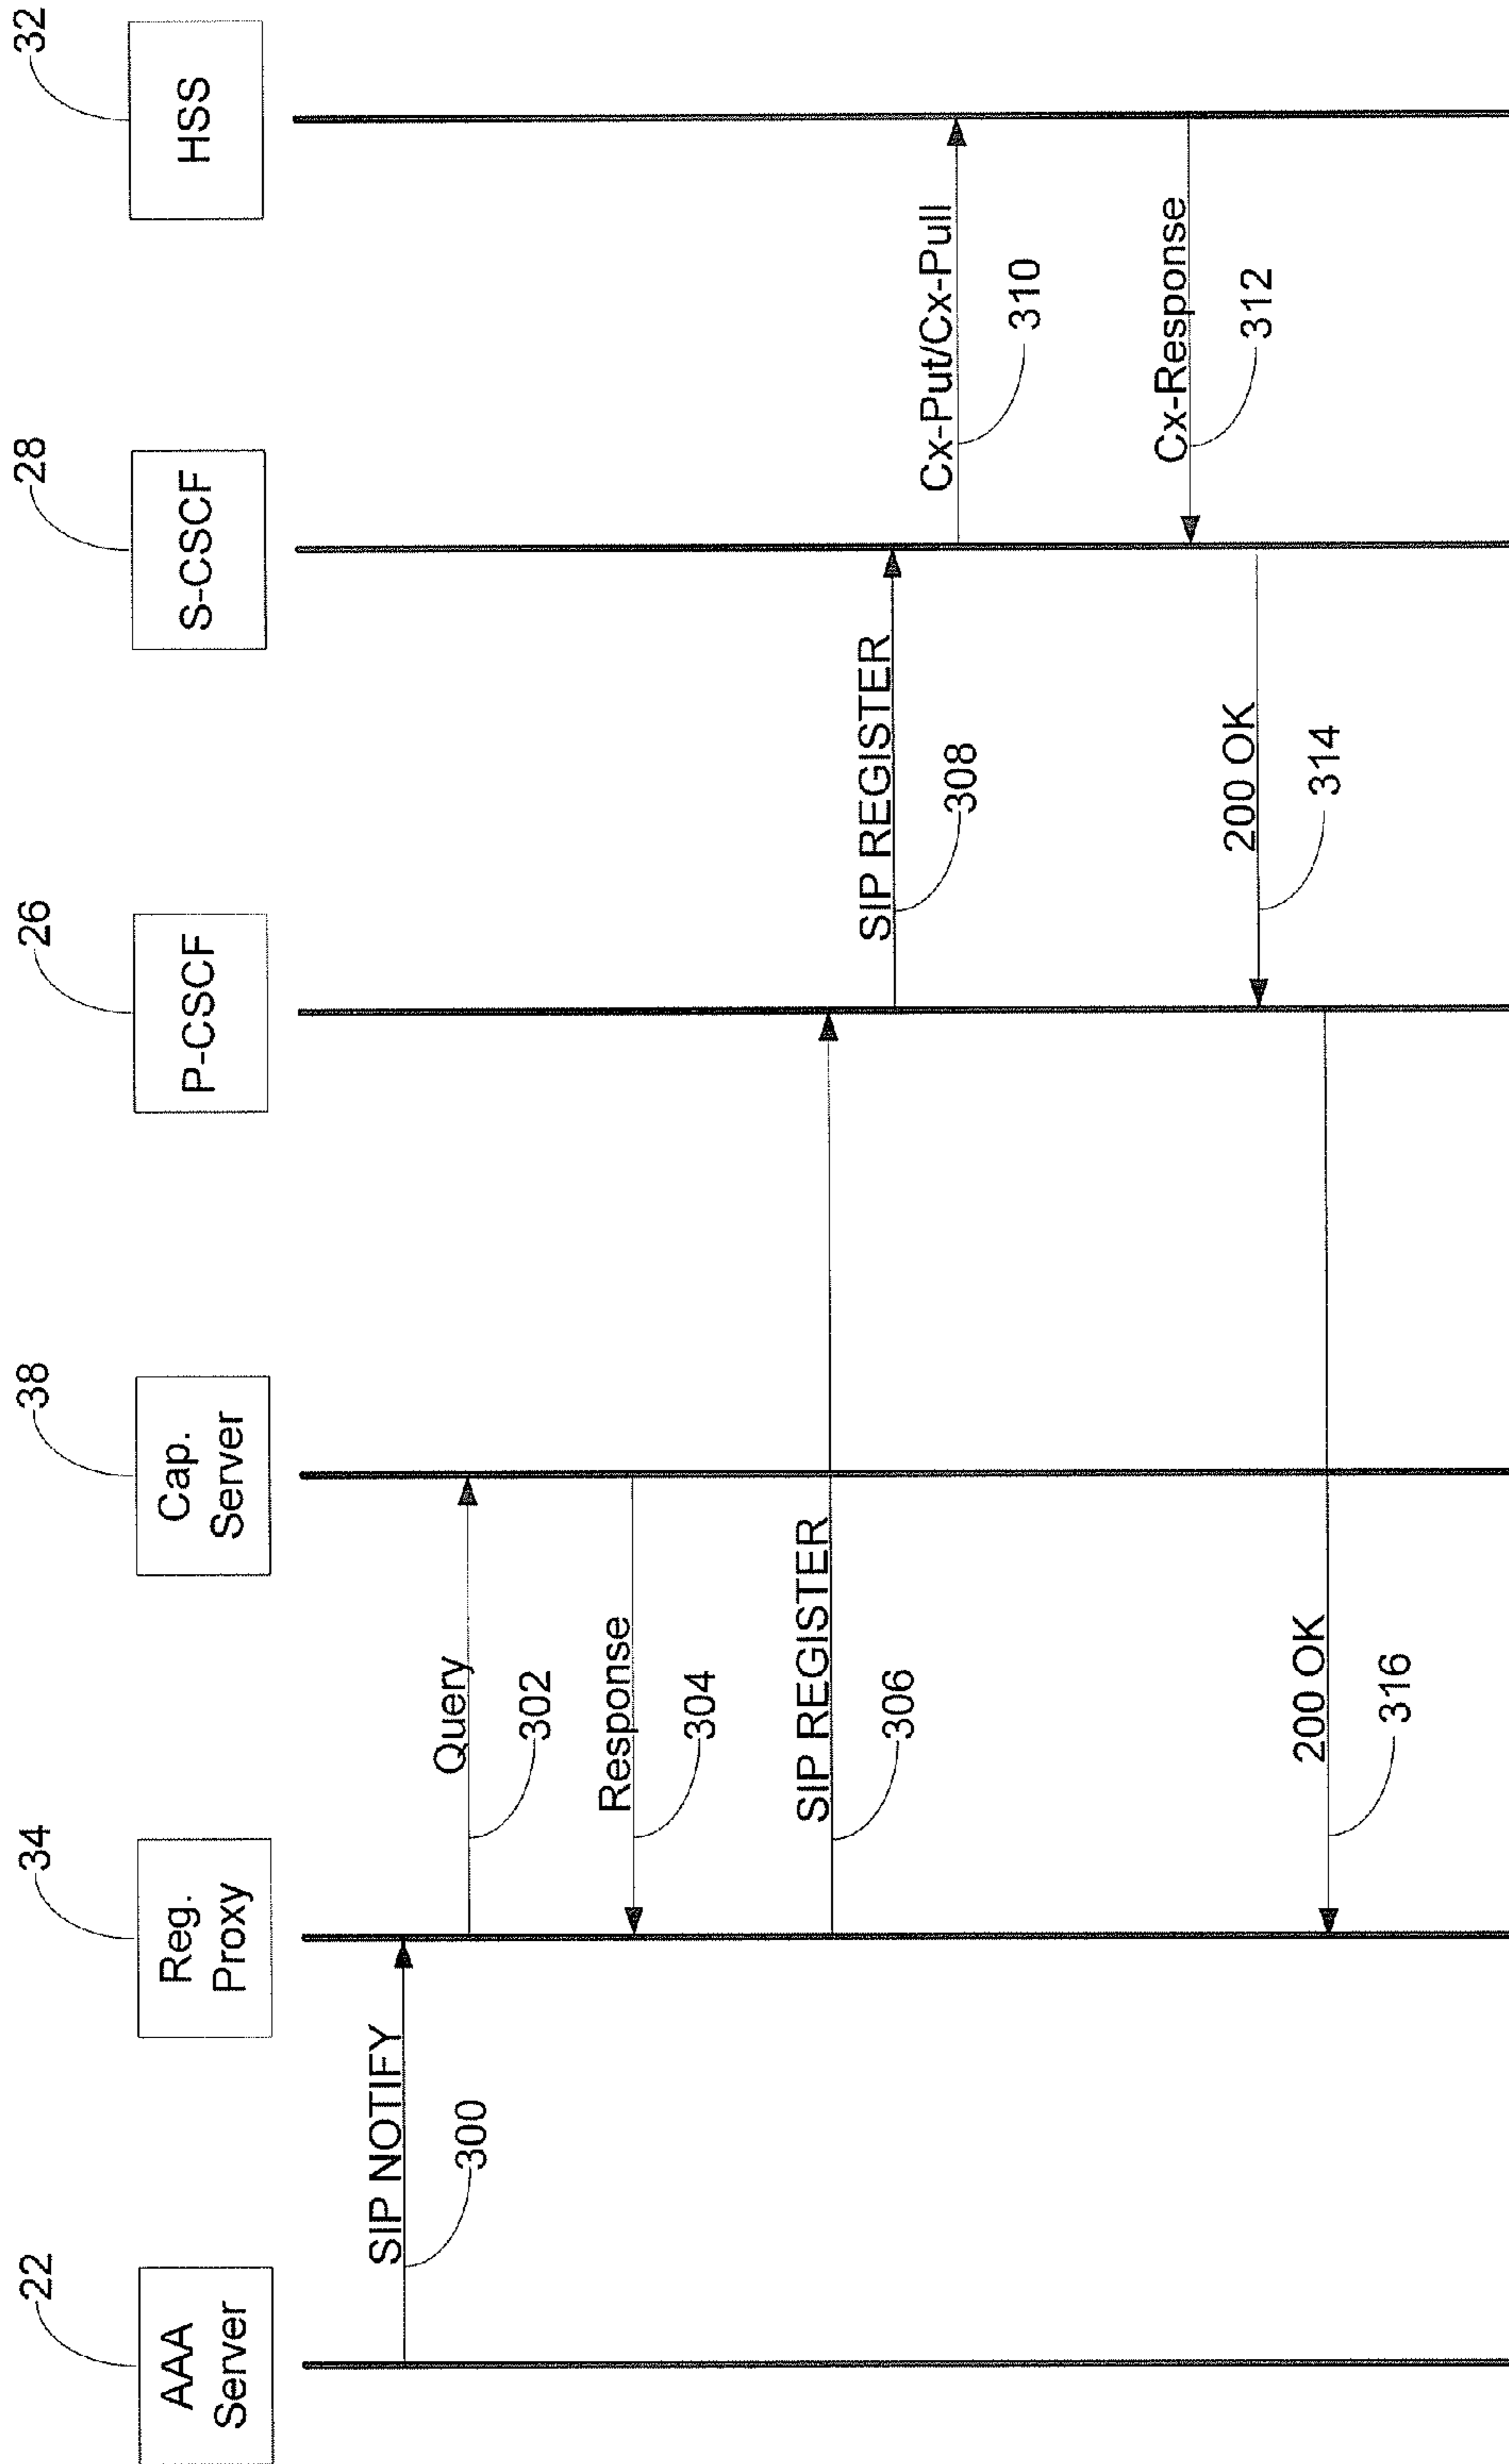 22
34
38
26
28
32
AAA
Server
Reg.
Proxy
Cap.
Server
P-CSCF
S-CSCF
HSS
SIP NOTIFY
300
Query
302
Response
304
SIP REGISTER
306
SIP REGISTER
308
Cx-Put/Cx-Pull
310
Cx-Response
312
200 OK
314
200 OK
316